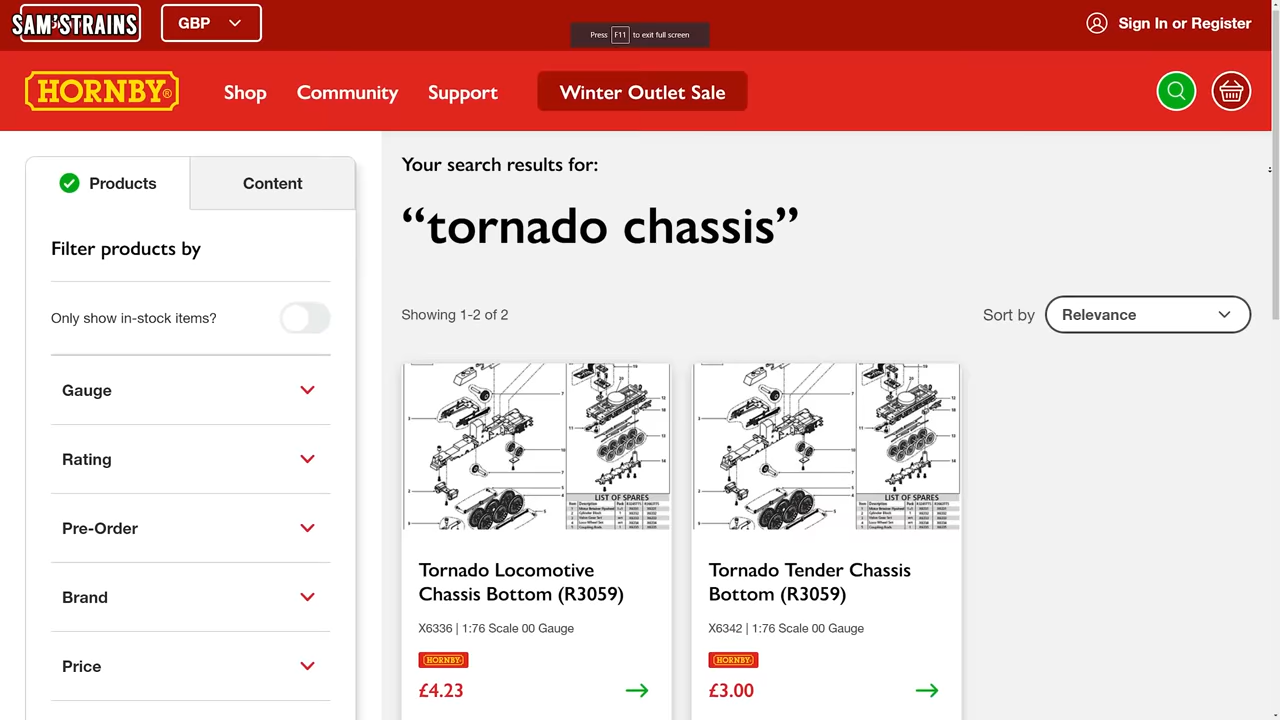 SAM'STRAINS
GBP
Press F11 to exit full screen
Sign In or Register
HORNBY®
Shop
Community
Support
Winter Outlet Sale
Products
Content
Filter products by
Only show in-stock items?
Gauge
Rating
Pre-Order
Brand
Price
Your search results for:
“tornado chassis”
Showing 1-2 of 2
Sort by
Relevance
LIST OF SPARES
LIST OF SPARES
Tornado Locomotive
Chassis Bottom (R3059)
X6336 | 1:76 Scale 00 Gauge
HORNBY
£4.23
Tornado Tender Chassis
Bottom (R3059)
X6342 | 1:76 Scale 00 Gauge
HORNBY
£3.00